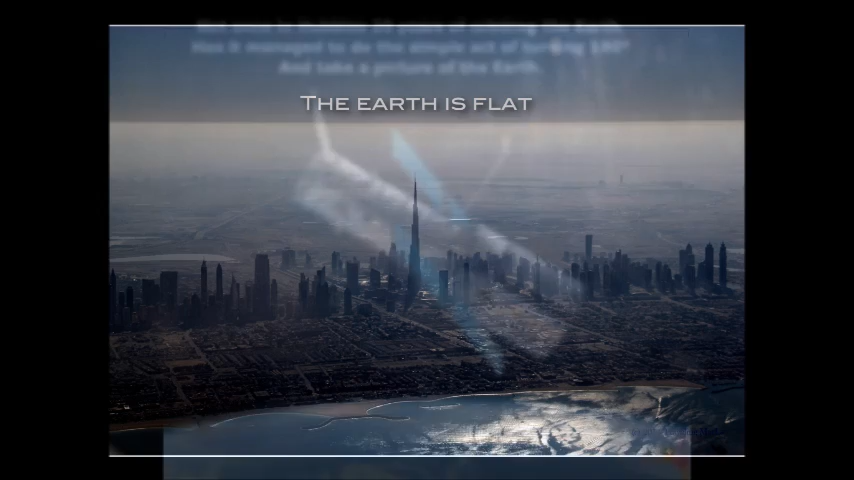 Has it managed to do the simple act of turning 180°
And take a picture of the Earth.
THE EARTH IS FLAT